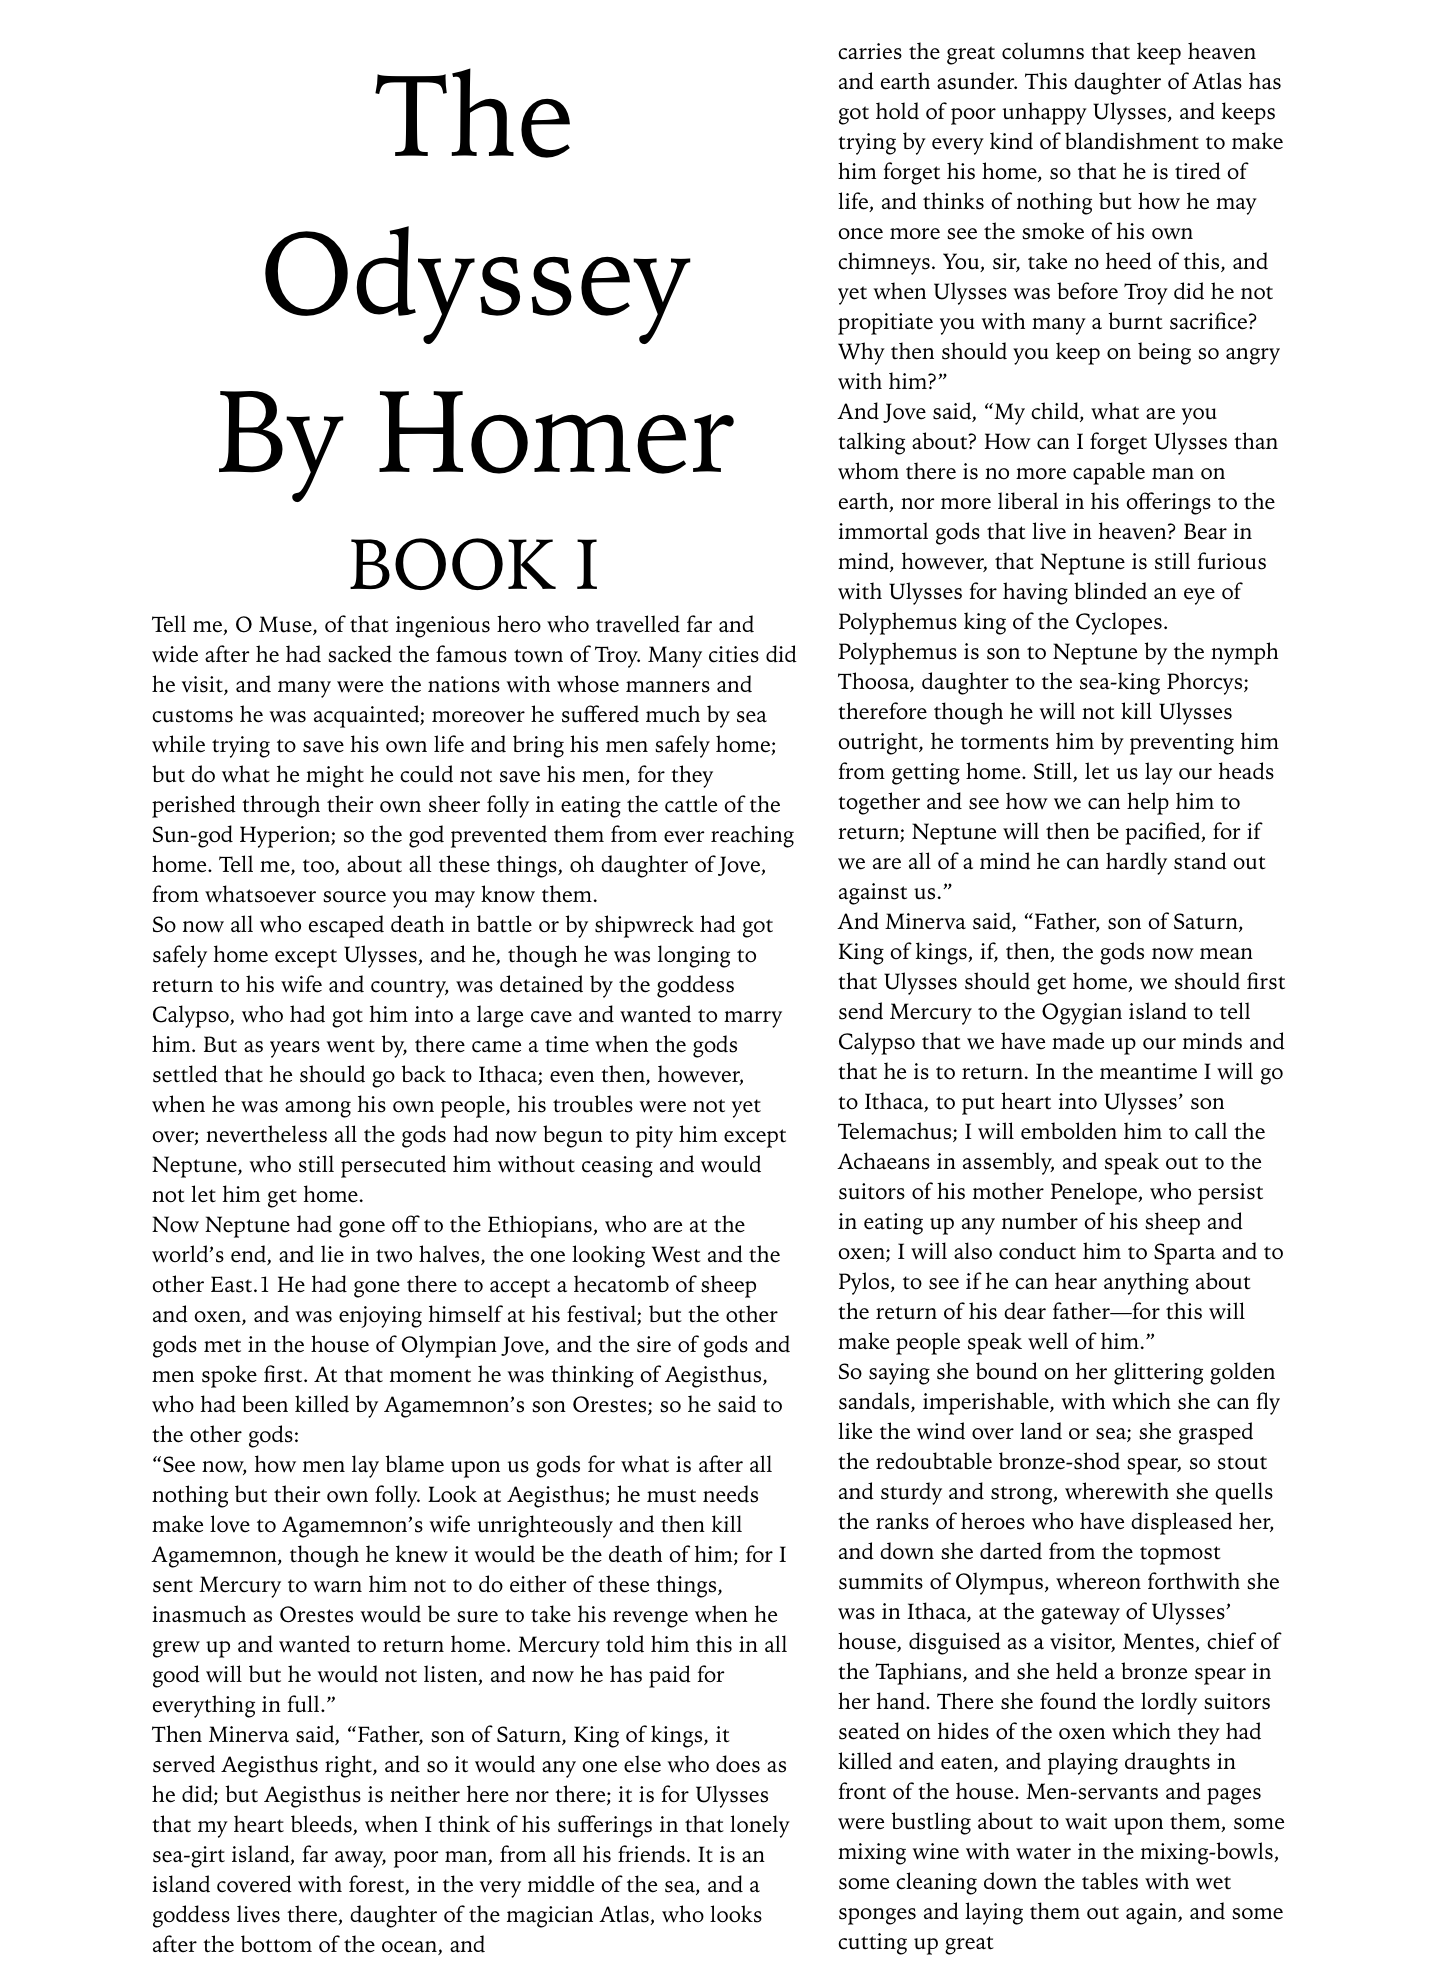 The
Odyssey
By Homer
BOOK I
Tell me, O Muse, of that ingenious hero who travelled far and
wide after he had sacked the famous town of Troy. Many cities did
he visit, and many were the nations with whose manners and
customs he was acquainted; moreover he suffered much by sea
while trying to save his own life and bring his men safely home;
but do what he might he could not save his men, for they
perished through their own sheer folly in eating the cattle of the
Sun-god Hyperion; so the god prevented them from ever reaching
home. Tell me, too, about all these things, oh daughter of Jove,
from whatsoever source you may know them.
So now all who escaped death in battle or by shipwreck had got
safely home except Ulysses, and he, though he was longing to
return to his wife and country, was detained by the goddess
Calypso, who had got him into a large cave and wanted to marry
him. But as years went by, there came a time when the gods
settled that he should go back to Ithaca; even then, however,
when he was among his own people, his troubles were not yet
over; nevertheless all the gods had now begun to pity him except
Neptune, who still persecuted him without ceasing and would
not let him get home.
Now Neptune had gone off to the Ethiopians, who are at the
world’s end, and lie in two halves, the one looking West and the
other East.1 He had gone there to accept a hecatomb of sheep
and oxen, and was enjoying himself at his festival; but the other
gods met in the house of Olympian Jove, and the sire of gods and
men spoke first. At that moment he was thinking of Aegisthus,
who had been killed by Agamemnon’s son Orestes; so he said to
the other gods:
“See now, how men lay blame upon us gods for what is after all
nothing but their own folly. Look at Aegisthus; he must needs
make love to Agamemnon’s wife unrighteously and then kill
Agamemnon, though he knew it would be the death of him; for I
sent Mercury to warn him not to do either of these things,
inasmuch as Orestes would be sure to take his revenge when he
grew up and wanted to return home. Mercury told him this in all
good will but he would not listen, and now he has paid for
everything in full.”
Then Minerva said, “Father, son of Saturn, King of kings, it
served Aegisthus right, and so it would any one else who does as
he did; but Aegisthus is neither here nor there; it is for Ulysses
that my heart bleeds, when I think of his sufferings in that lonely
sea-girt island, far away, poor man, from all his friends. It is an
island covered with forest, in the very middle of the sea, and a
goddess lives there, daughter of the magician Atlas, who looks
after the bottom of the ocean, and
carries the great columns that keep heaven
and earth asunder. This daughter of Atlas has
got hold of poor unhappy Ulysses, and keeps
trying by every kind of blandishment to make
him forget his home, so that he is tired of
life, and thinks of nothing but how he may
once more see the smoke of his own
chimneys. You, sir, take no heed of this, and
yet when Ulysses was before Troy did he not
propitiate you with many a burnt sacrifice?
Why then should you keep on being so angry
with him?”
And Jove said, “My child, what are you
talking about? How can I forget Ulysses than
whom there is no more capable man on
earth, nor more liberal in his offerings to the
immortal gods that live in heaven? Bear in
mind, however, that Neptune is still furious
with Ulysses for having blinded an eye of
Polyphemus king of the Cyclopes.
Polyphemus is son to Neptune by the nymph
Thoosa, daughter to the sea-king Phorcys;
therefore though he will not kill Ulysses
outright, he torments him by preventing him
from getting home. Still, let us lay our heads
together and see how we can help him to
return; Neptune will then be pacified, for if
we are all of a mind he can hardly stand out
against us.”
And Minerva said, “Father, son of Saturn,
King of kings, if, then, the gods now mean
that Ulysses should get home, we should first
send Mercury to the Ogygian island to tell
Calypso that we have made up our minds and
that he is to return. In the meantime I will go
to Ithaca, to put heart into Ulysses’ son
Telemachus; I will embolden him to call the
Achaeans in assembly, and speak out to the
suitors of his mother Penelope, who persist
in eating up any number of his sheep and
oxen; I will also conduct him to Sparta and to
Pylos, to see if he can hear anything about
the return of his dear father—for this will
make people speak well of him.”
So saying she bound on her glittering golden
sandals, imperishable, with which she can fly
like the wind over land or sea; she grasped
the redoubtable bronze-shod spear, so stout
and sturdy and strong, wherewith she quells
the ranks of heroes who have displeased her,
and down she darted from the topmost
summits of Olympus, whereon forthwith she
was in Ithaca, at the gateway of Ulysses’
house, disguised as a visitor, Mentes, chief of
the Taphians, and she held a bronze spear in
her hand. There she found the lordly suitors
seated on hides of the oxen which they had
killed and eaten, and playing draughts in
front of the house. Men-servants and pages
were bustling about to wait upon them, some
mixing wine with water in the mixing-bowls,
some cleaning down the tables with wet
sponges and laying them out again, and some
cutting up great